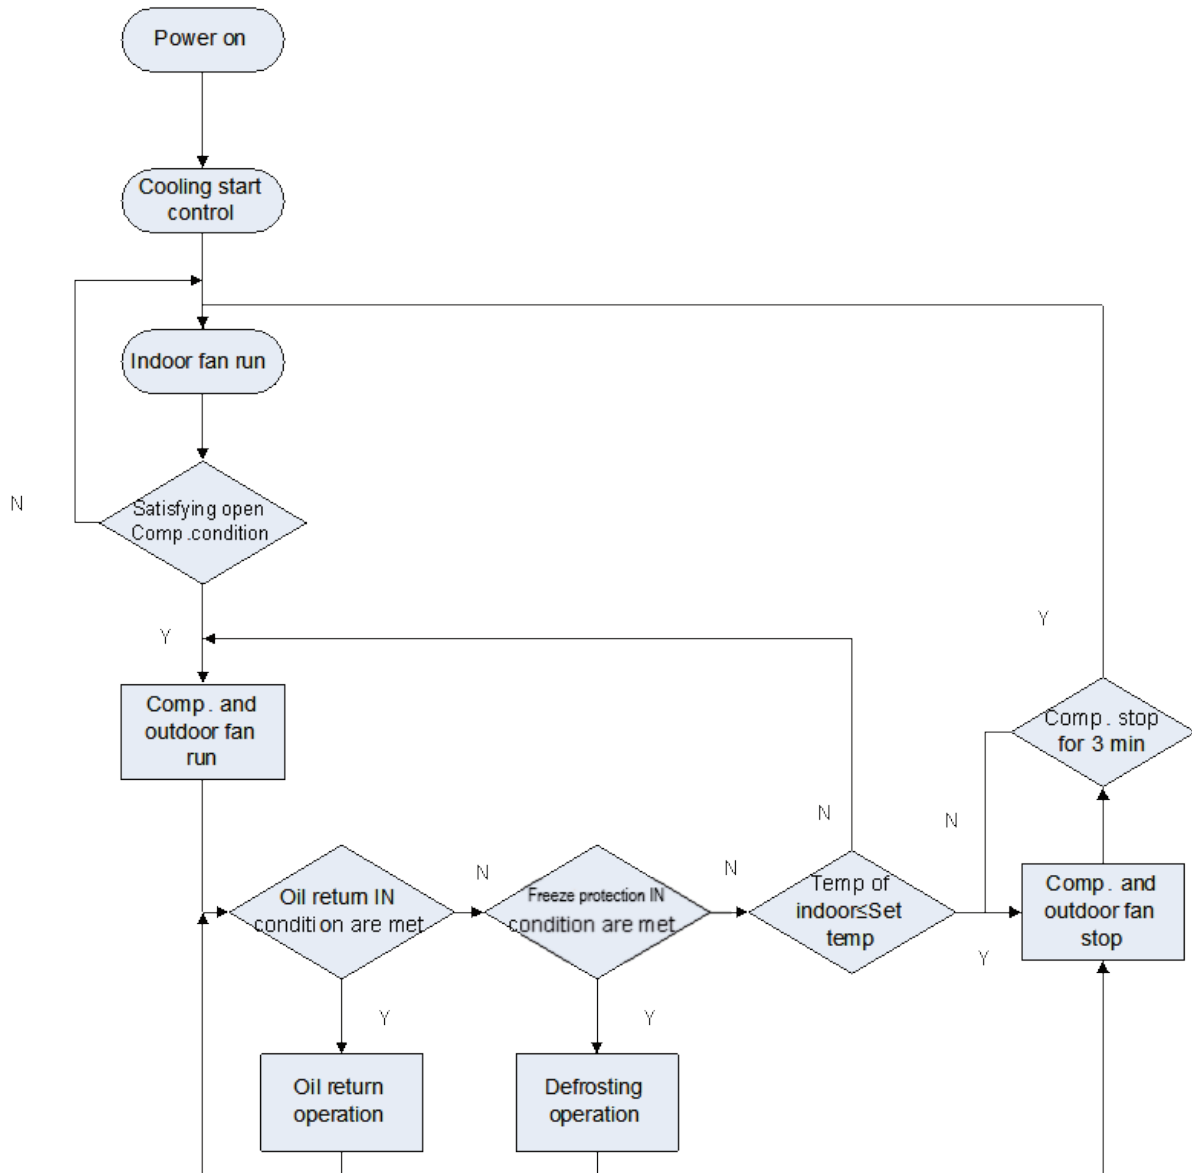 Power on
Cooling start
control
Indoor fan run
Satisfying open
Comp.condition
N
Y
Comp. and
outdoor fan
run
Oil return IN
condition are met
N
Y
Oil return
operation
Freeze protection IN
condition are met
N
Y
Defrosting
operation
Temp of
indoor≤Set
temp
N
Y
Comp. and
outdoor fan
stop
Comp. stop
for 3 min
N
Y